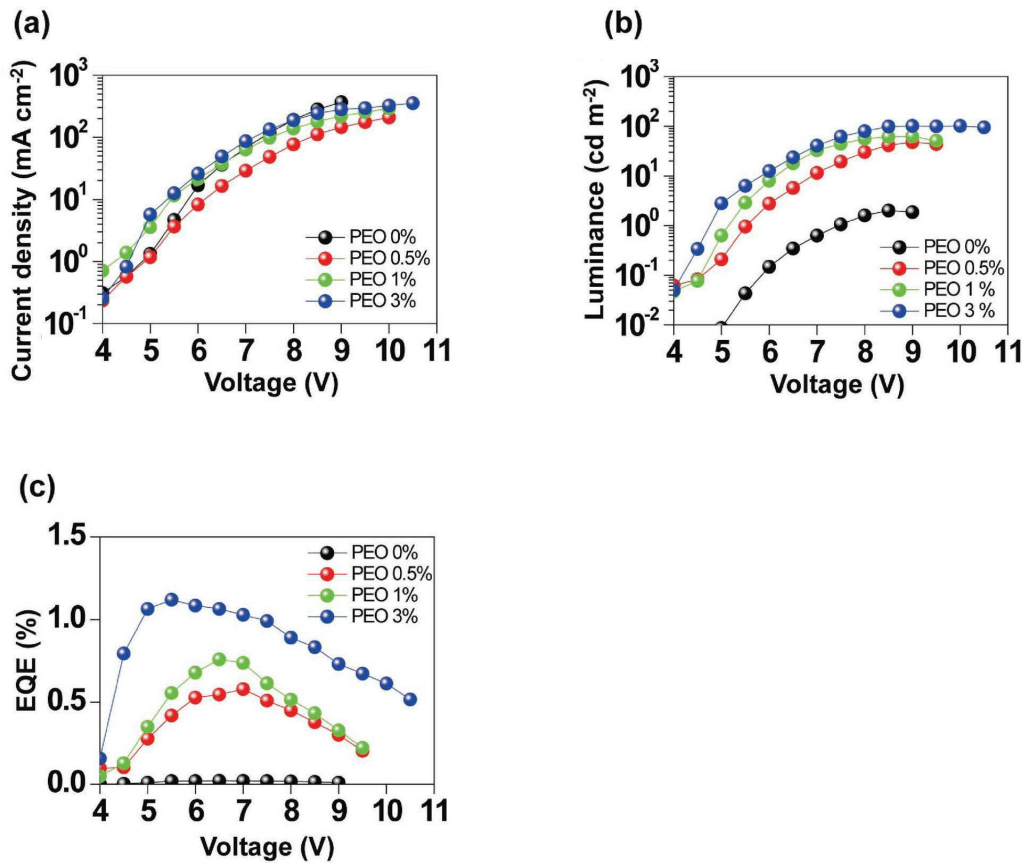 (a)
Current density (mA cm⁻²)
10³
10²
10¹
10⁰
10⁻¹
PEO 0%
PEO 0.5%
PEO 1%
PEO 3%
4 5 6 7 8 9 10 11
Voltage (V)
(b)
Luminance (cd m⁻²)
10³
10²
10¹
10⁰
10⁻¹
10⁻²
PEO 0%
PEO 0.5%
PEO 1 %
PEO 3 %
4 5 6 7 8 9 10 11
Voltage (V)
(c)
EQE (%)
1.5
1.0
0.5
0.0
PEO 0%
PEO 0.5%
PEO 1%
PEO 3%
4 5 6 7 8 9 10 11
Voltage (V)